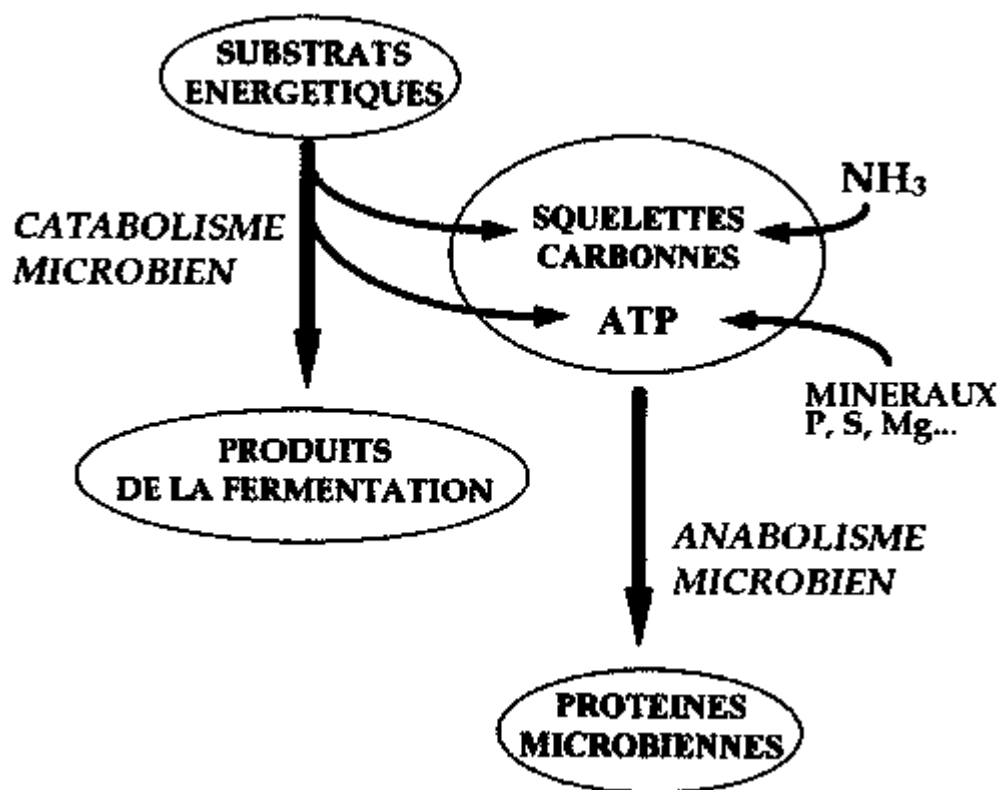 SUBSTRATS
ENERGETIQUES
CATABOLISME
MICROBIEN
SQUELETTES
CARBONNES
ATP
NH₃
MINERAUX
P, S, Mg...
PRODUITS
DE LA FERMENTATION
ANABOLISME
MICROBIEN
PROTEINES
MICROBIENNES